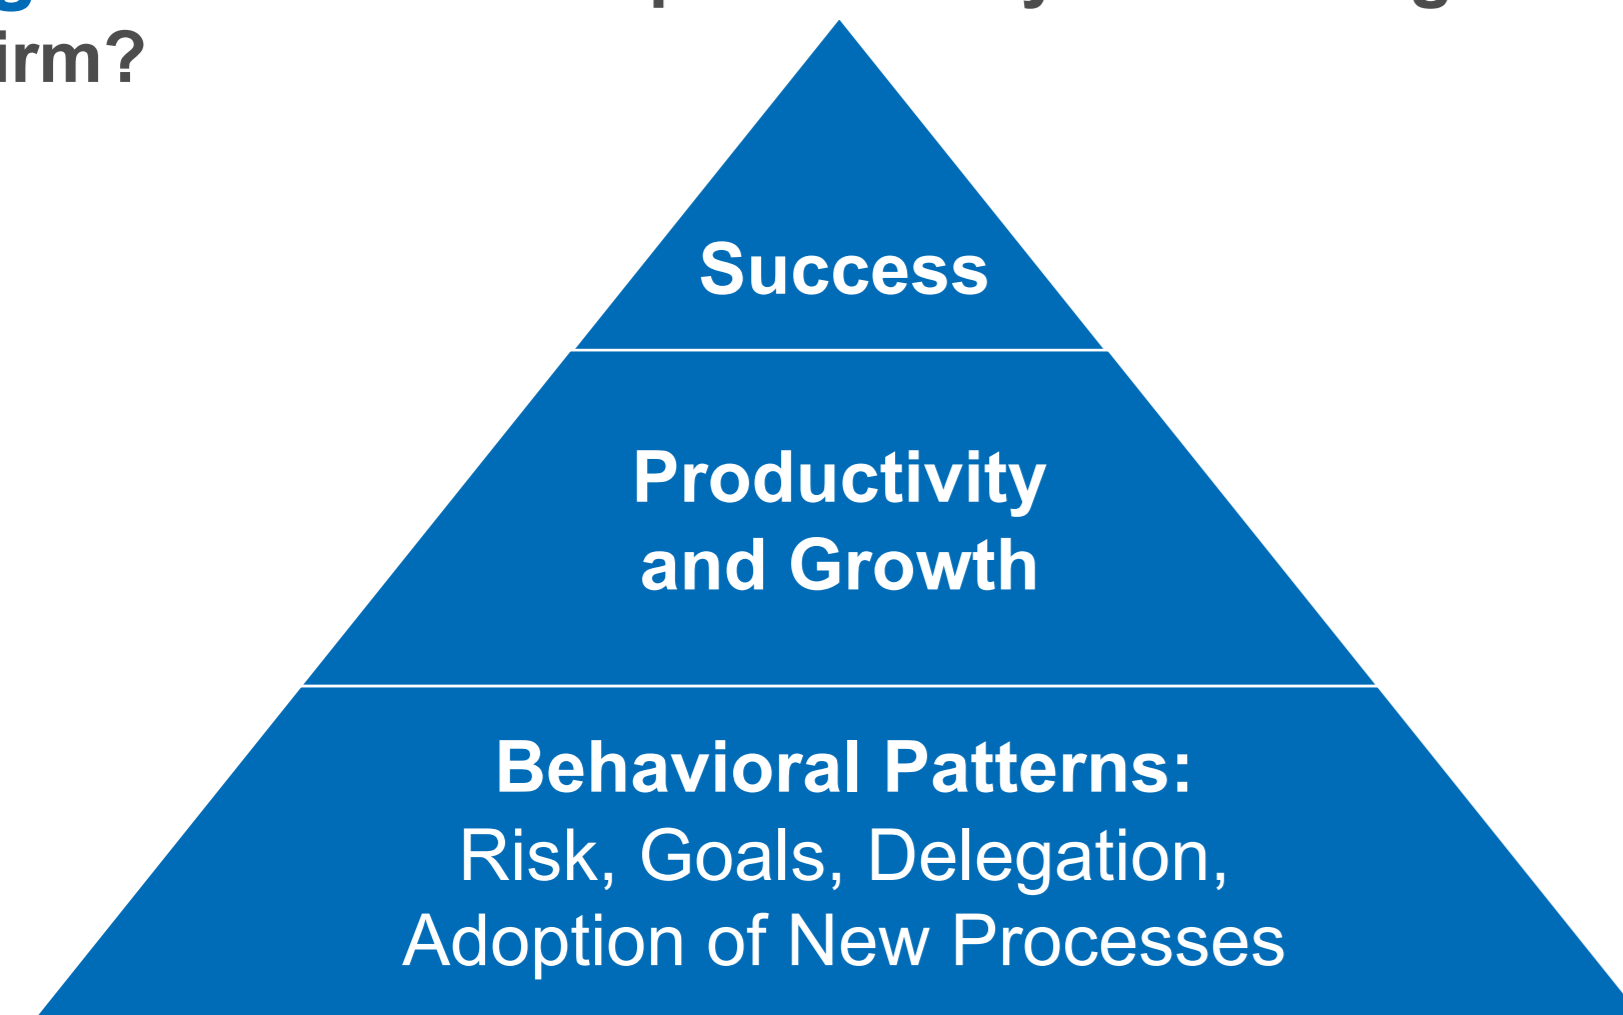 irm?
Success
Productivity
and Growth
Behavioral Patterns:
Risk, Goals, Delegation,
Adoption of New Processes